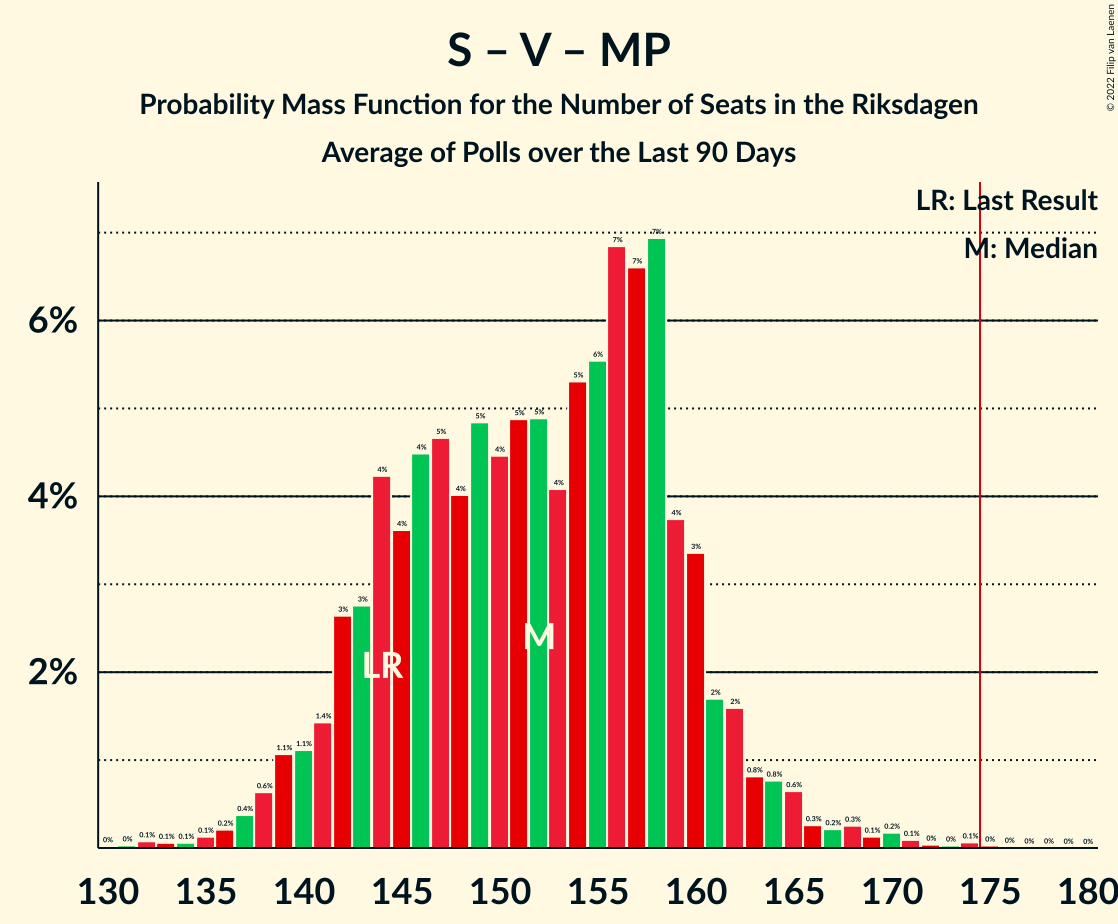 S – V – MP
Probability Mass Function for the Number of Seats in the Riksdagen
Average of Polls over the Last 90 Days
© 2022 Filip van Laenen
LR: Last Result
M: Median
6%
4%
2%
0% 0% 0.1% 0.1% 0.1% 0.1% 0.2% 0.4% 0.6% 1.1% 1.1% 1.4% 3% 3% 4% 4% 4% 5% 4% 5% 4% 5% 5% 4% 5% 6% 7% 7% 7% 4% 3% 2% 2% 0.8% 0.8% 0.6% 0.3% 0.2% 0.3% 0.1% 0.2% 0.1% 0% 0% 0.1% 0% 0% 0% 0% 0% 0%
LR
M
130 135 140 145 150 155 160 165 170 175 180